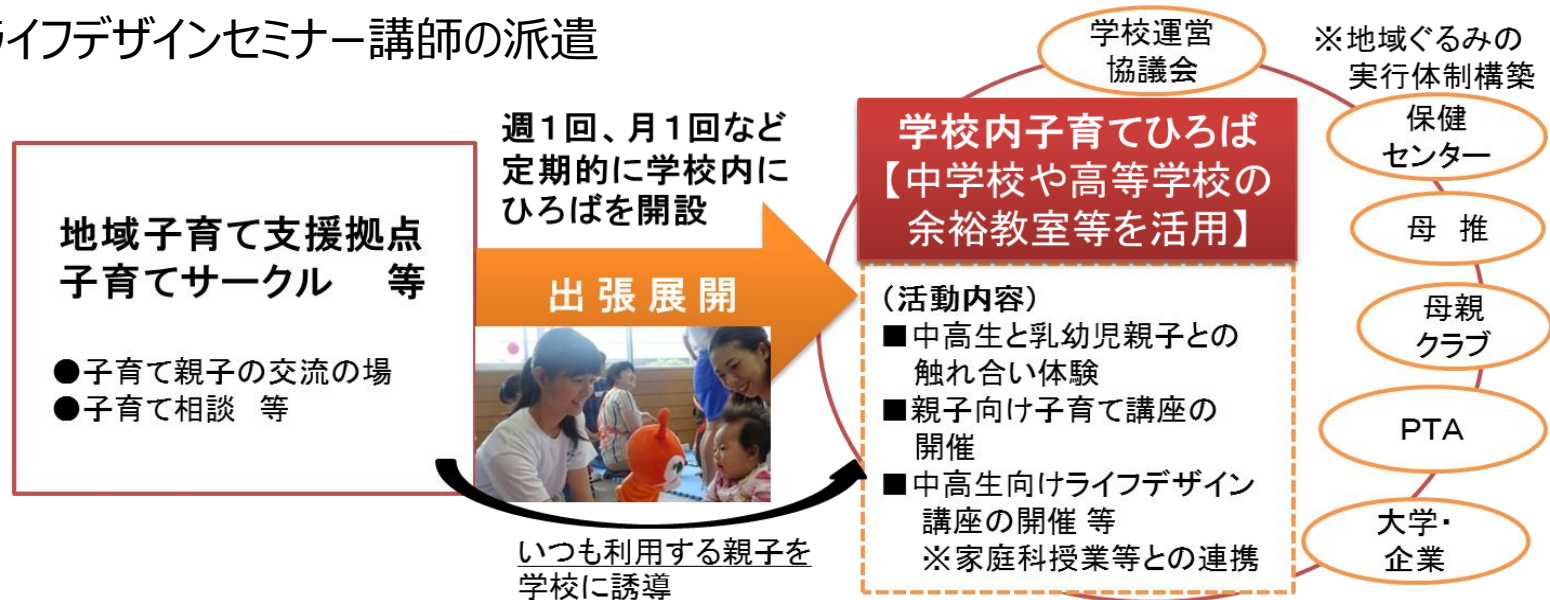 ライフデザインセミナー講師の派遣
地域子育て支援拠点
子育てサークル 等
●子育て親子の交流の場
●子育て相談 等
週1回、月1回など
定期的に学校内に
ひろばを開設
出張展開
いつも利用する親子を
学校に誘導
学校内子育てひろば
【中学校や高等学校の
余裕教室等を活用】
(活動内容)
■中高生と乳幼児親子との
触れ合い体験
■親子向け子育て講座の
開催
■中高生向けライフデザイン
講座の開催 等
※家庭科授業等との連携
学校運営
協議会
※地域ぐるみの
実行体制構築
保健
センター
母 推
母親
クラブ
PTA
大学・
企業